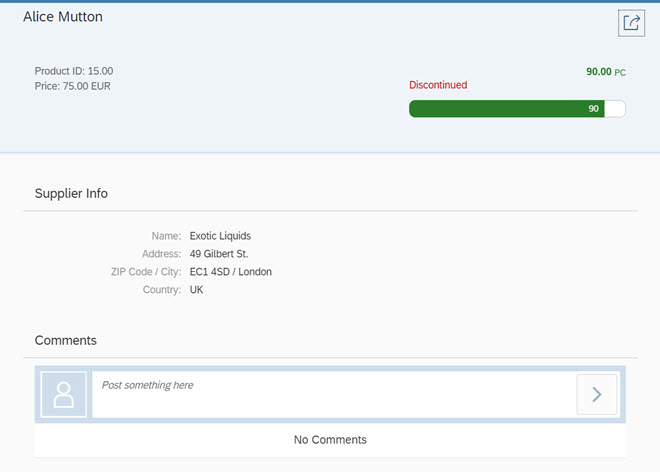 Alice Mutton
Product ID: 15.00
Price: 75.00 EUR
90.00 PC
Discontinued
90
Supplier Info
Name: Exotic Liquids
Address: 49 Gilbert St.
ZIP Code / City: EC1 4SD / London
Country: UK
Comments
Post something here
No Comments